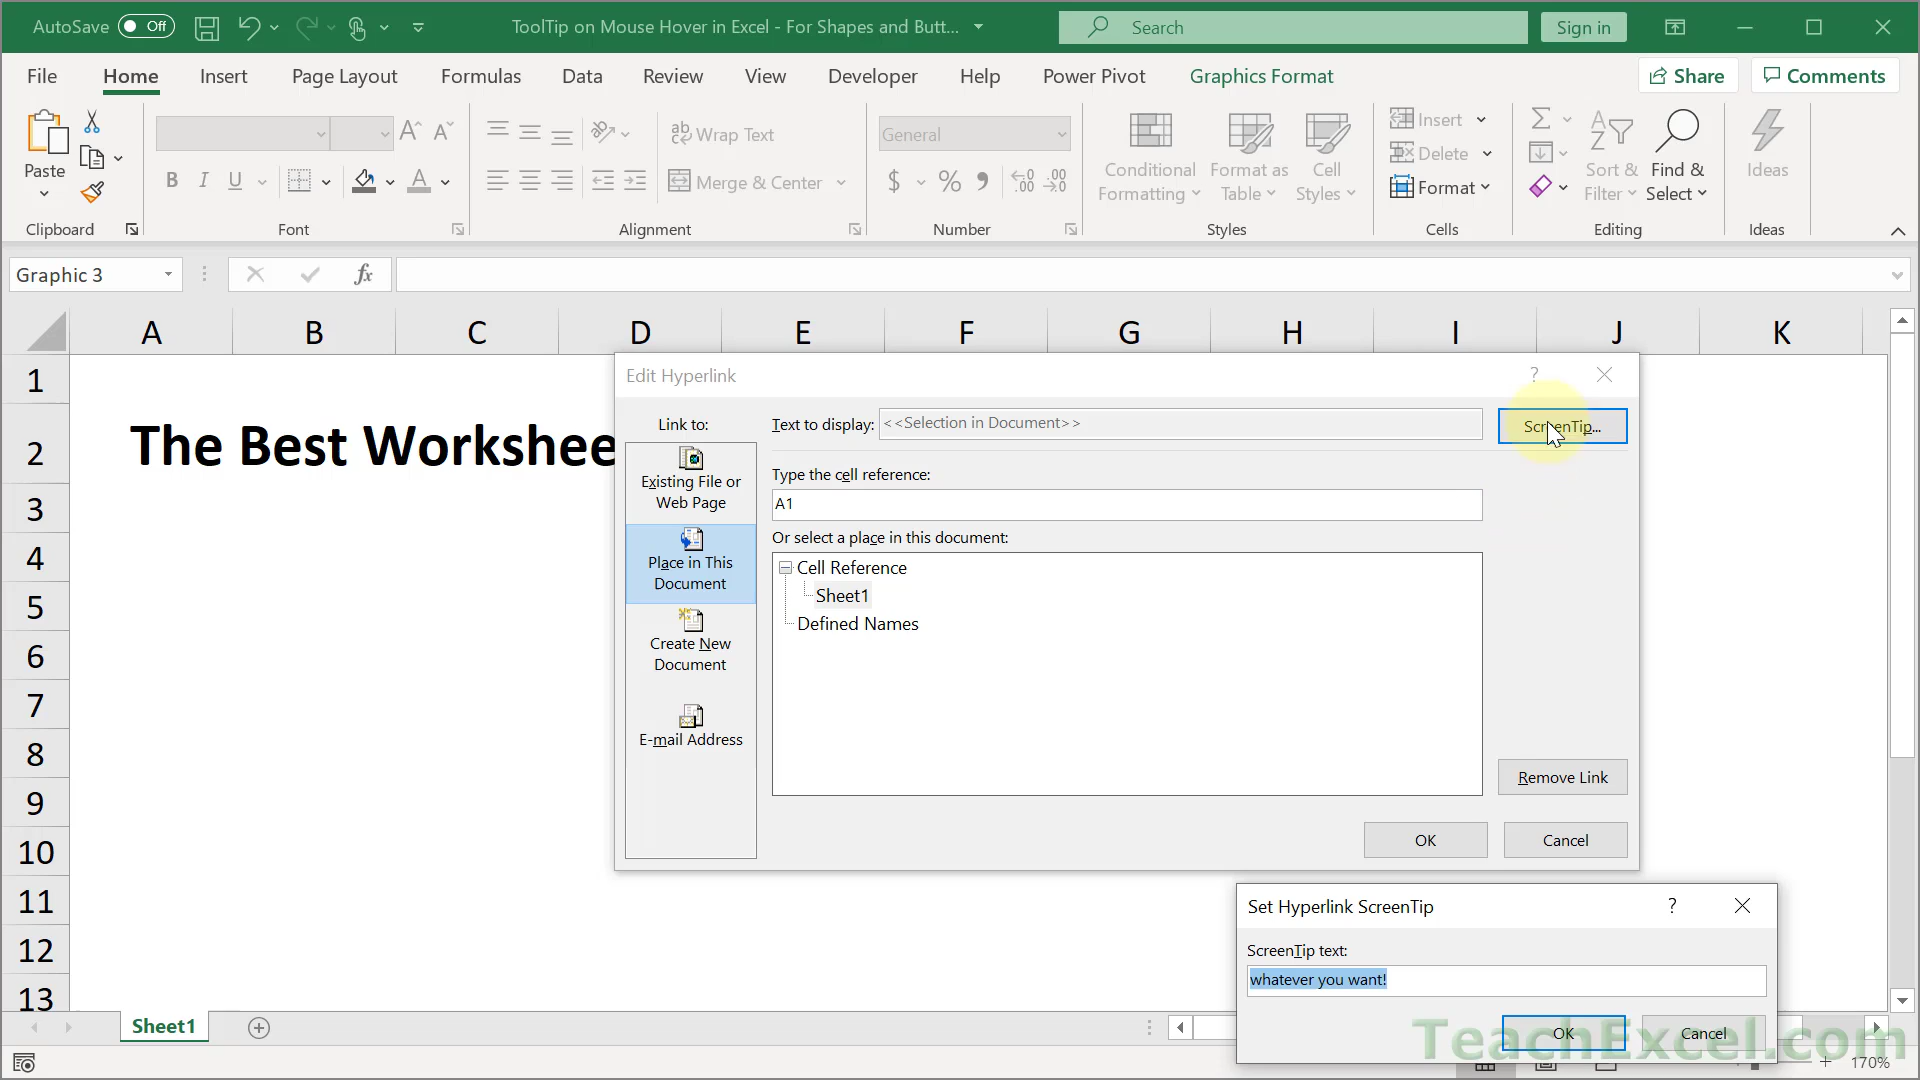 AutoSave Off
ToolTip on Mouse Hover in Excel - For Shapes and Butt...
Search
Sign in
File Home Insert Page Layout Formulas Data Review View Developer Help Power Pivot Graphics Format
Share
Comments
Paste
Clipboard
B I U A
Font
ab Wrap Text
Merge & Center
Alignment
General
$ % 9 .00 .00
Number
Conditional Formatting
Format as Table
Cell Styles
Styles
Insert
Delete
Format
Cells
Sort & Filter
Find & Select
Editing
Ideas
Ideas
Graphic 3
fx
A B C D E F G H I J K
1
2
3
4
5
6
7
8
9
10
11
12
13
The Best Workshee
Edit Hyperlink
?
Link to:
Text to display: <<Selection in Document>>
ScreenTip...
Existing File or
Web Page
Place in This
Document
Create New
Document
E-mail Address
Type the cell reference:
A1
Or select a place in this document:
Cell Reference
Sheet1
Defined Names
Remove Link
OK
Cancel
Set Hyperlink ScreenTip
?
ScreenTip text:
whatever you want!
OK
Cancel
Sheet1
TeachExcel.com
170%